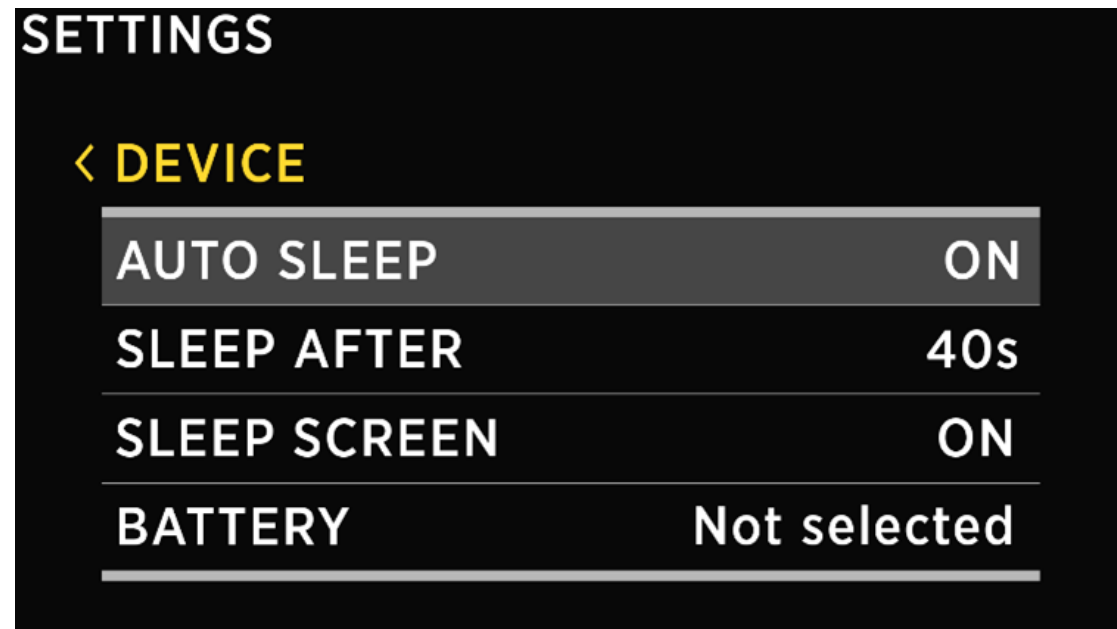 SETTINGS
< DEVICE
AUTO SLEEP ON
SLEEP AFTER 40s
SLEEP SCREEN ON
BATTERY Not selected